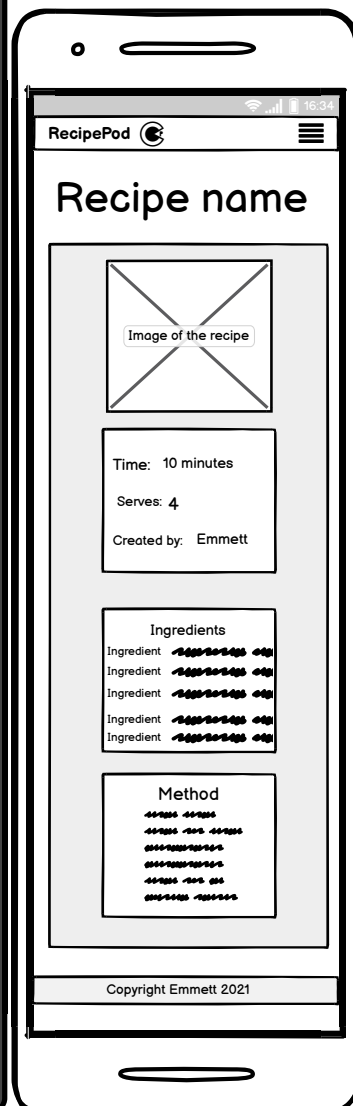 16:34
RecipePod
Recipe name
Image of the recipe
Time: 10 minutes
Serves: 4
Created by: Emmett
Ingredients
Ingredient
Ingredient
Ingredient
Ingredient
Ingredient
Method
Copyright Emmett 2021